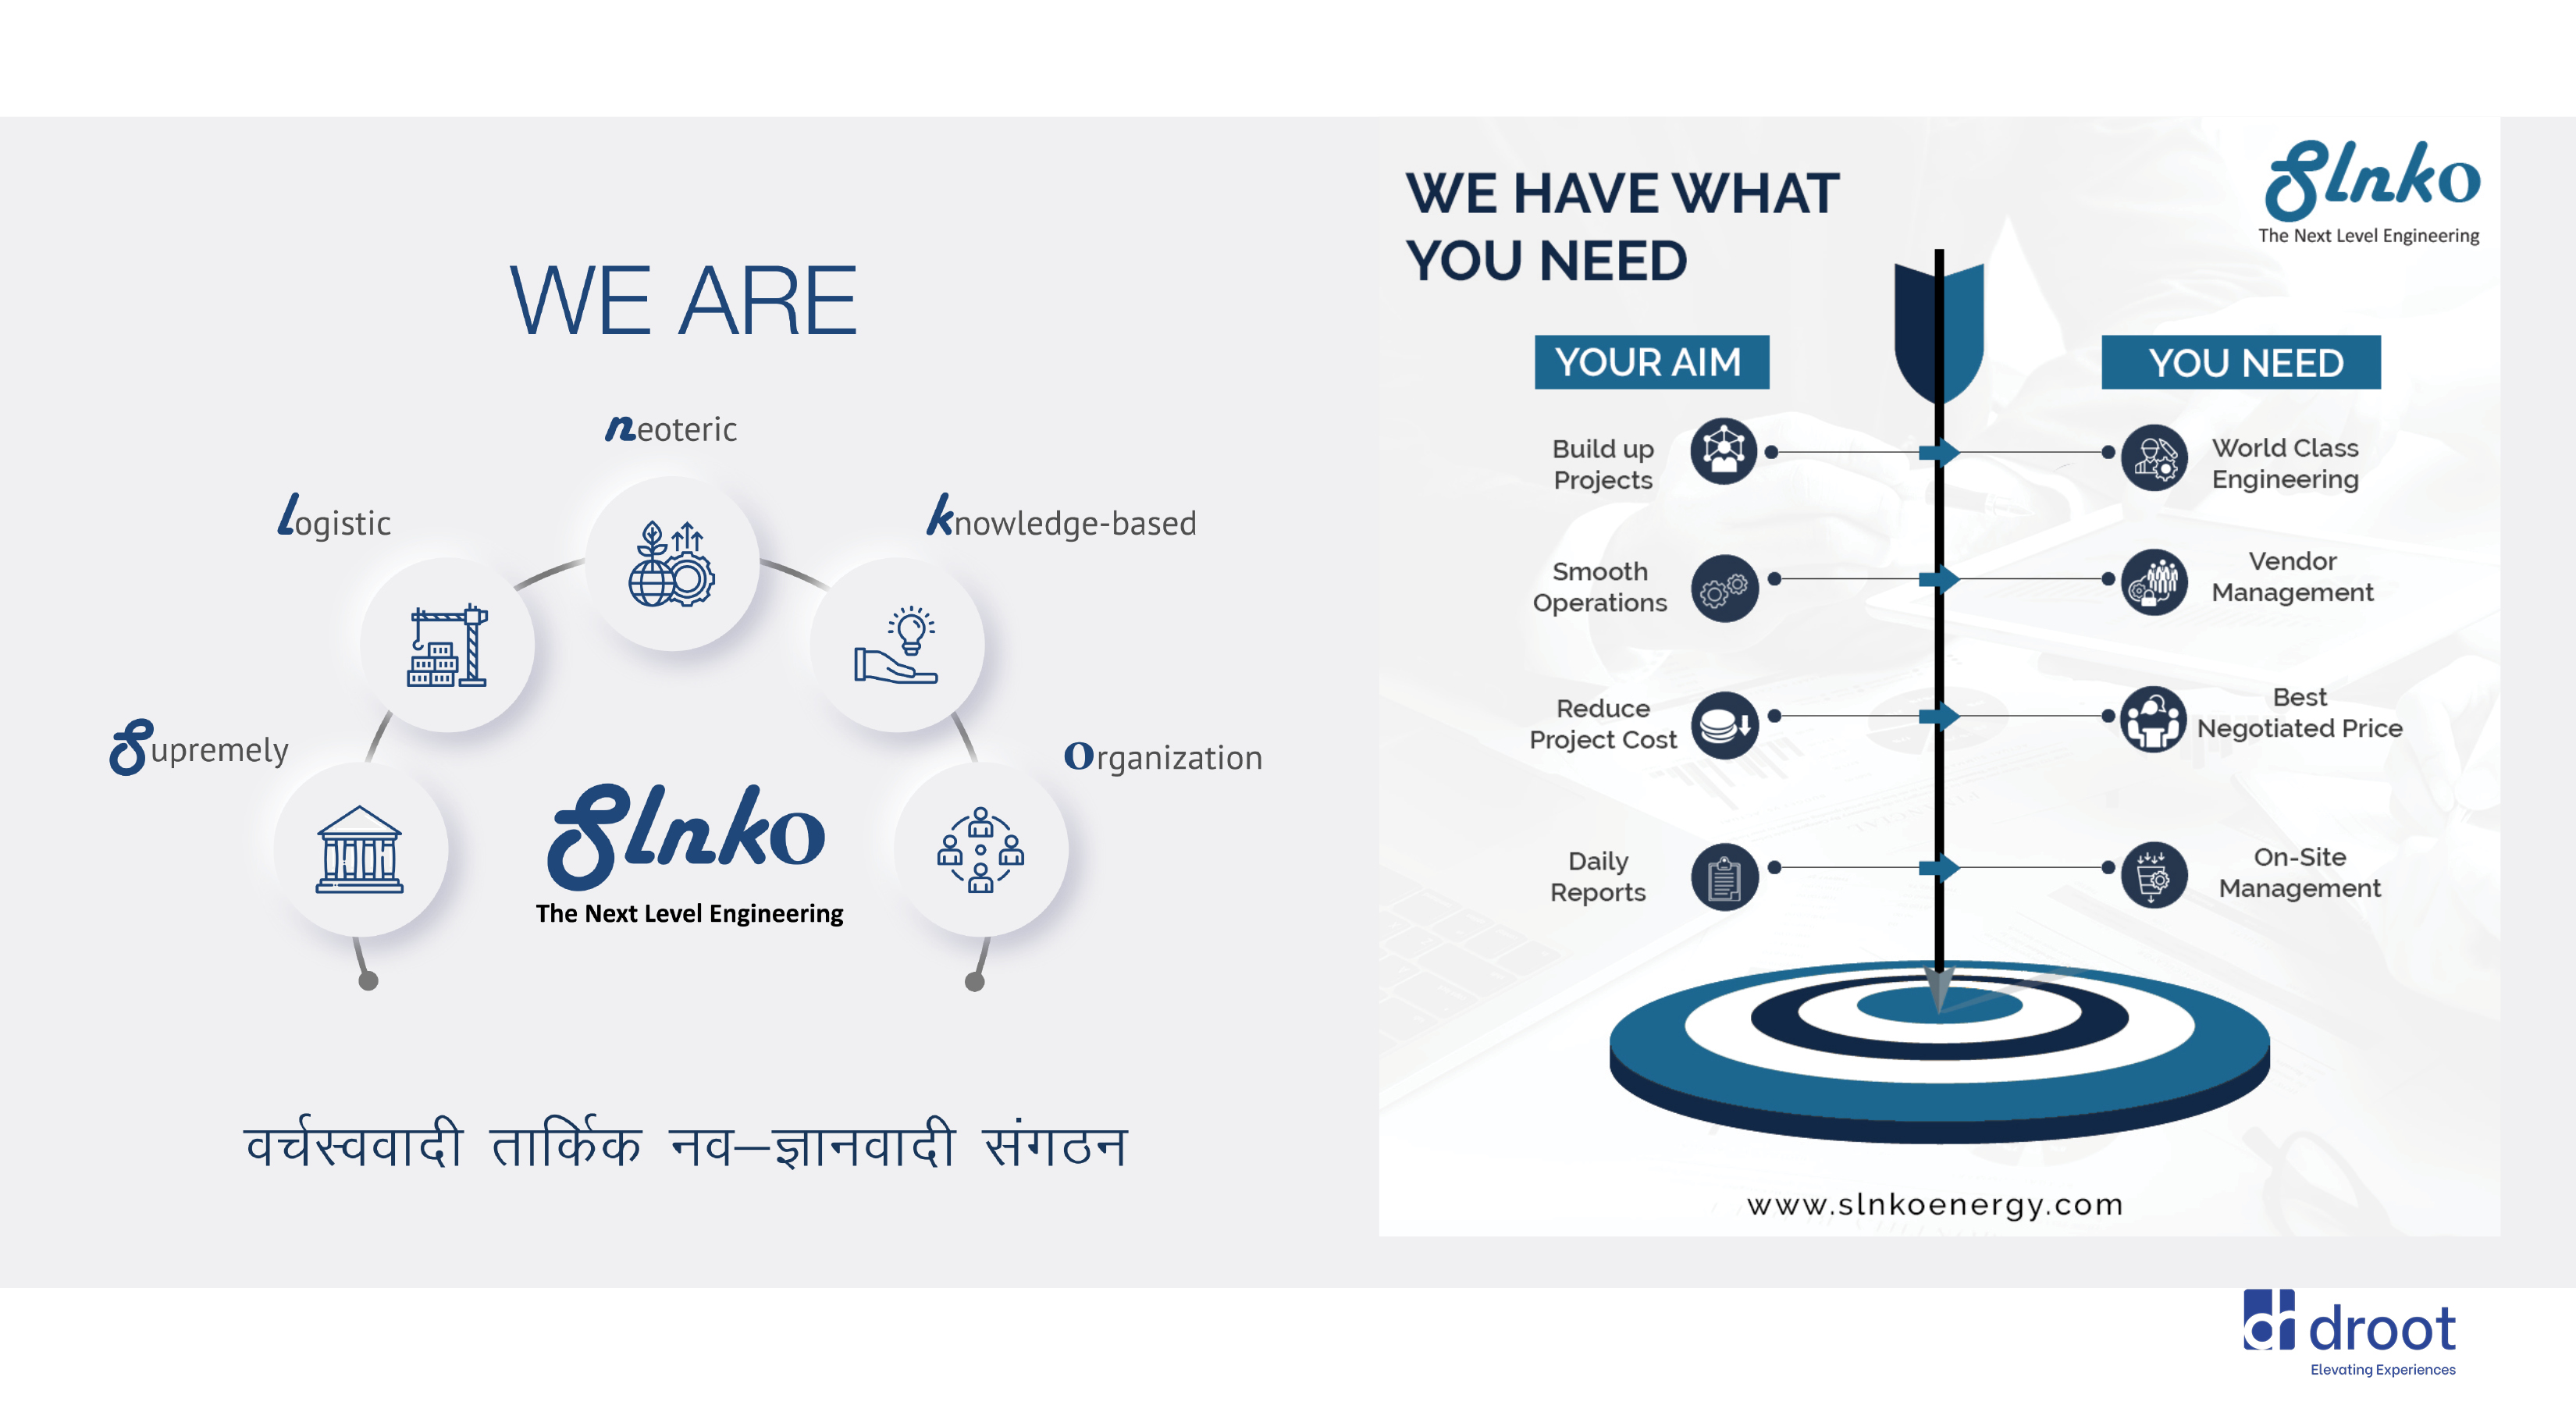 WE ARE
neoteric
Logistic
knowledge-based
Supremely
organization
Slnko
The Next Level Engineering
वर्चस्ववादी तार्किक नव–ज्ञानवादी संगठन
WE HAVE WHAT
YOU NEED
Slnko
The Next Level Engineering
YOUR AIM
YOU NEED
Build up
Projects
World Class
Engineering
Smooth
Operations
Vendor
Management
Reduce
Project Cost
Best
Negotiated Price
Daily
Reports
On-Site
Management
www.slnkoenergy.com
dr droot
Elevating Experiences